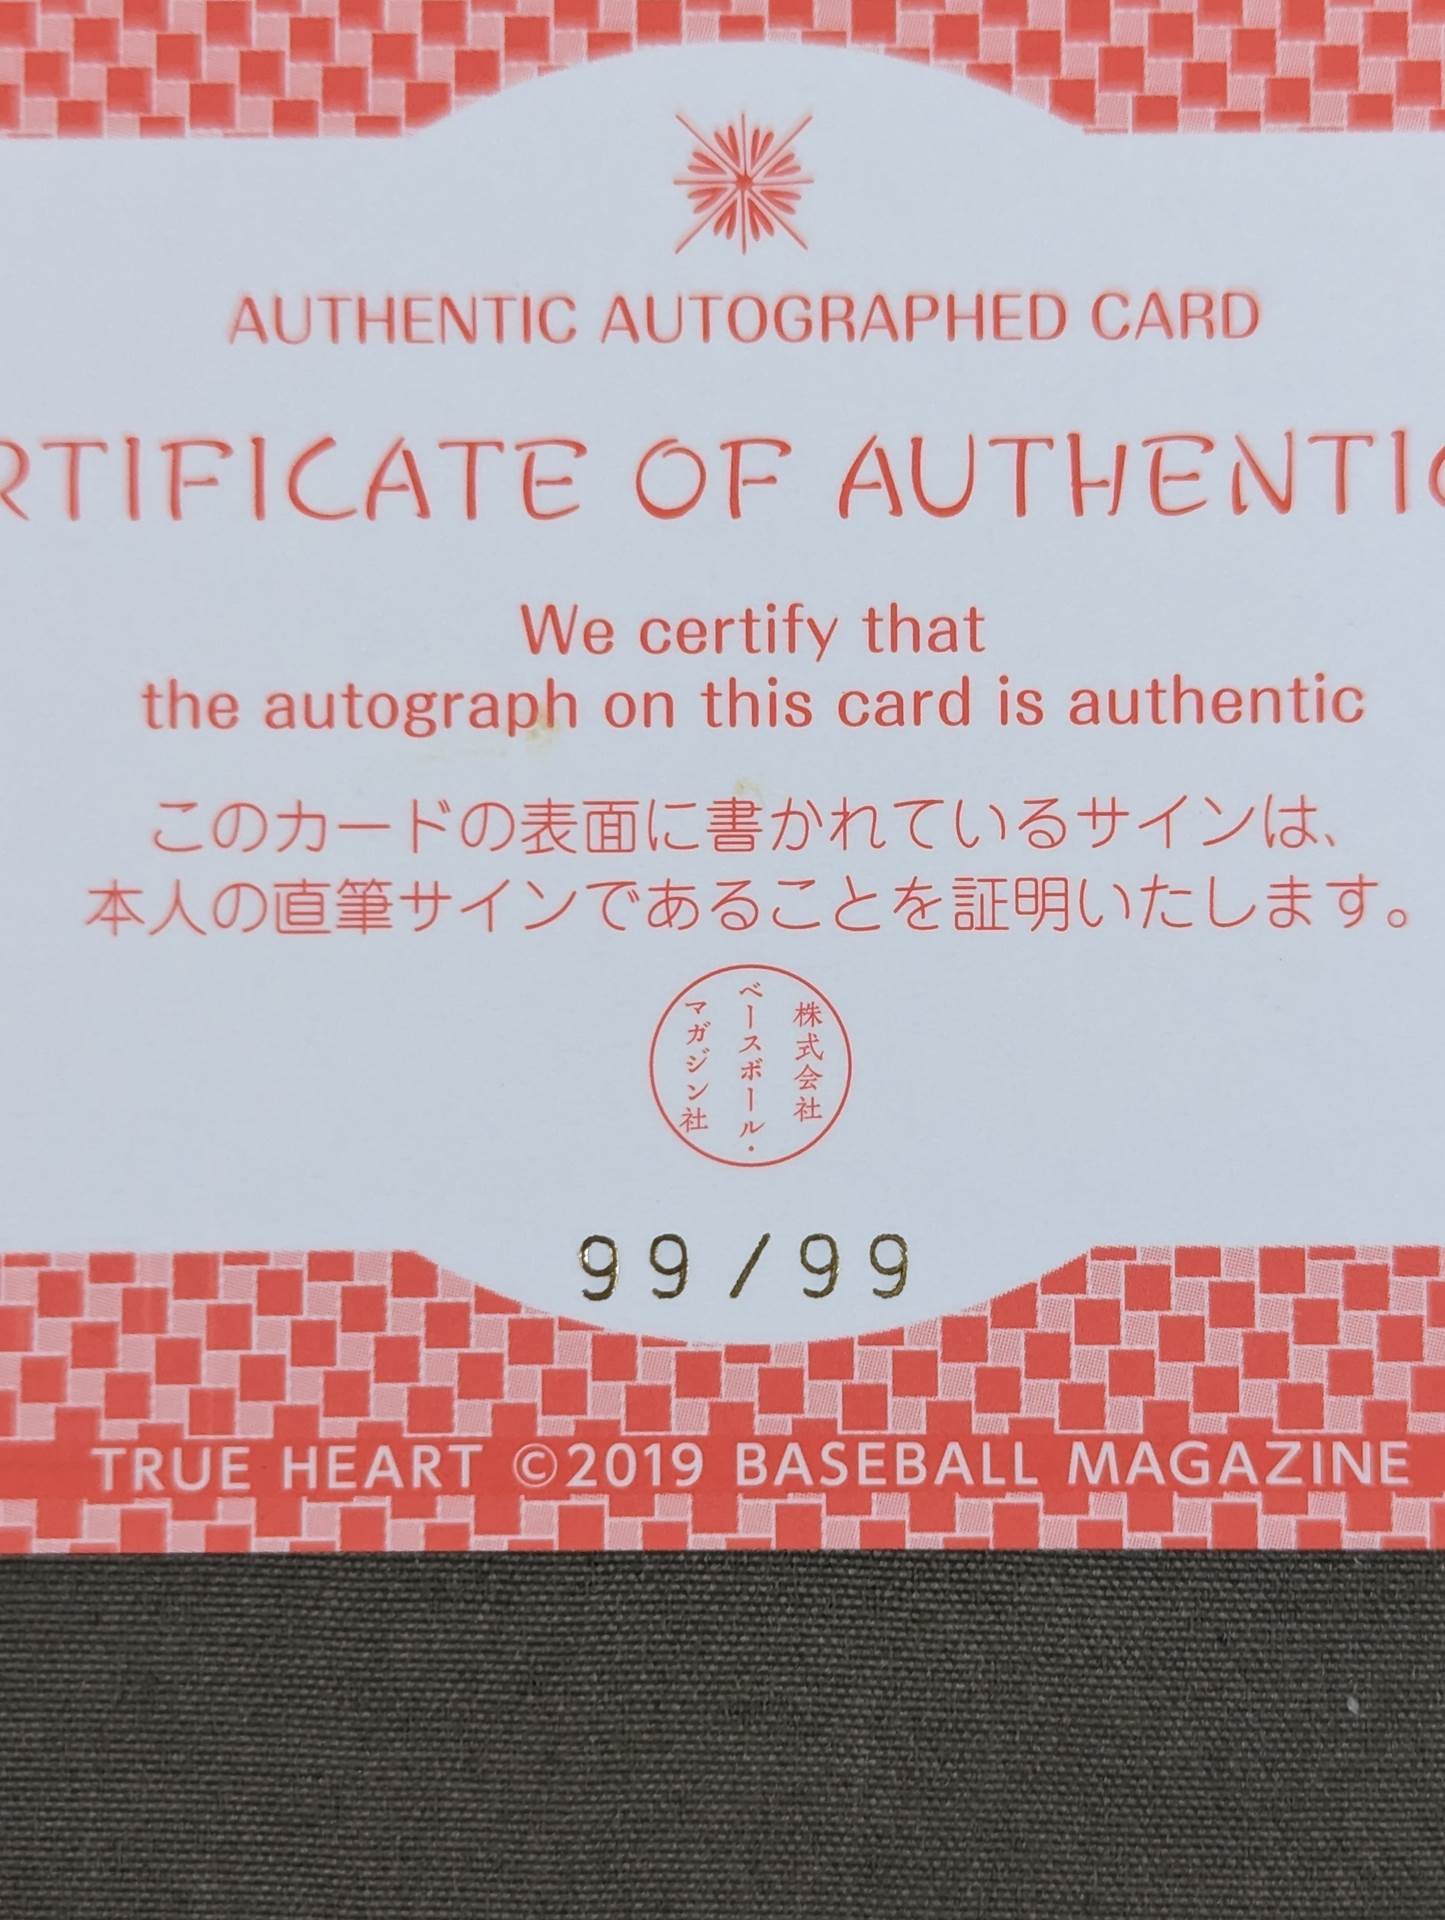 AUTHENTIC AUTOGRAPHED CARD
RTIFICATE OF AUTHENTIC
We certify that
the autograph on this card is authentic
このカードの表面に書かれているサインは、
本人の直筆サインであることを証明いたします。
株式会社
ベースボール・
マガジン社
99/99
TRUE HEART ©2019 BASEBALL MAGAZINE